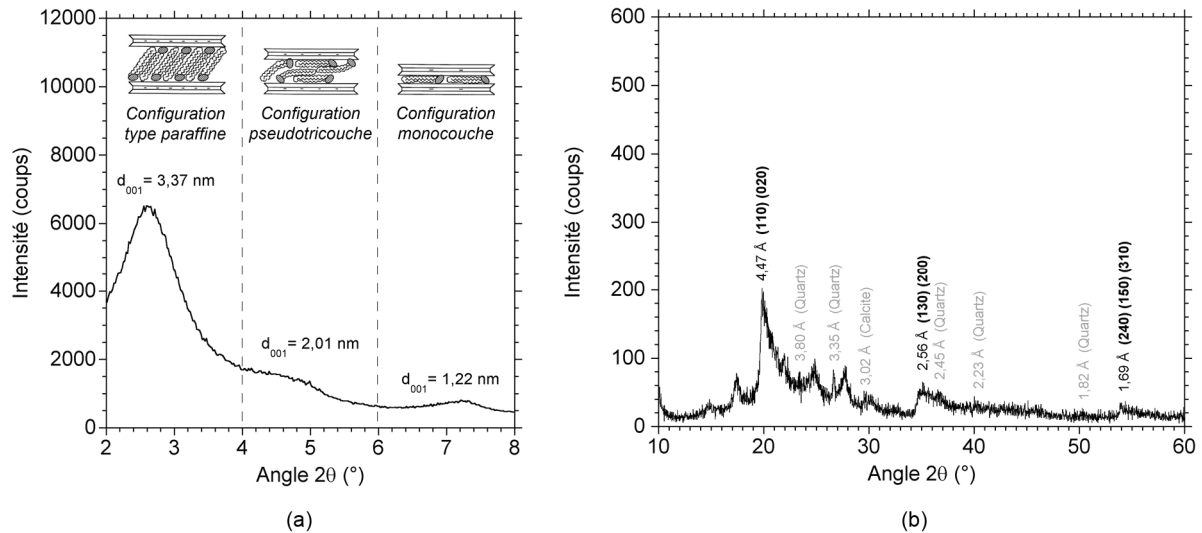 12000
10000
8000
6000
4000
2000
0
Intensité (coups)
Configuration
type paraffine
Configuration
pseudotricouche
Configuration
monocouche
d001= 3,37 nm
d001= 2,01 nm
d001= 1,22 nm
2 3 4 5 6 7 8
Angle 2θ (°)
(a)
600
500
400
300
200
100
0
Intensité (coups)
4,47 Å (110) (020)
3,80 Å (Quartz)
3,35 Å (Quartz)
3,02 Å (Calcite)
2,56 Å (130) (200)
2,45 Å (Quartz)
2,23 Å (Quartz)
1,82 Å (Quartz)
1,69 Å (240) (150) (310)
10 20 30 40 50 60
Angle 2θ (°)
(b)